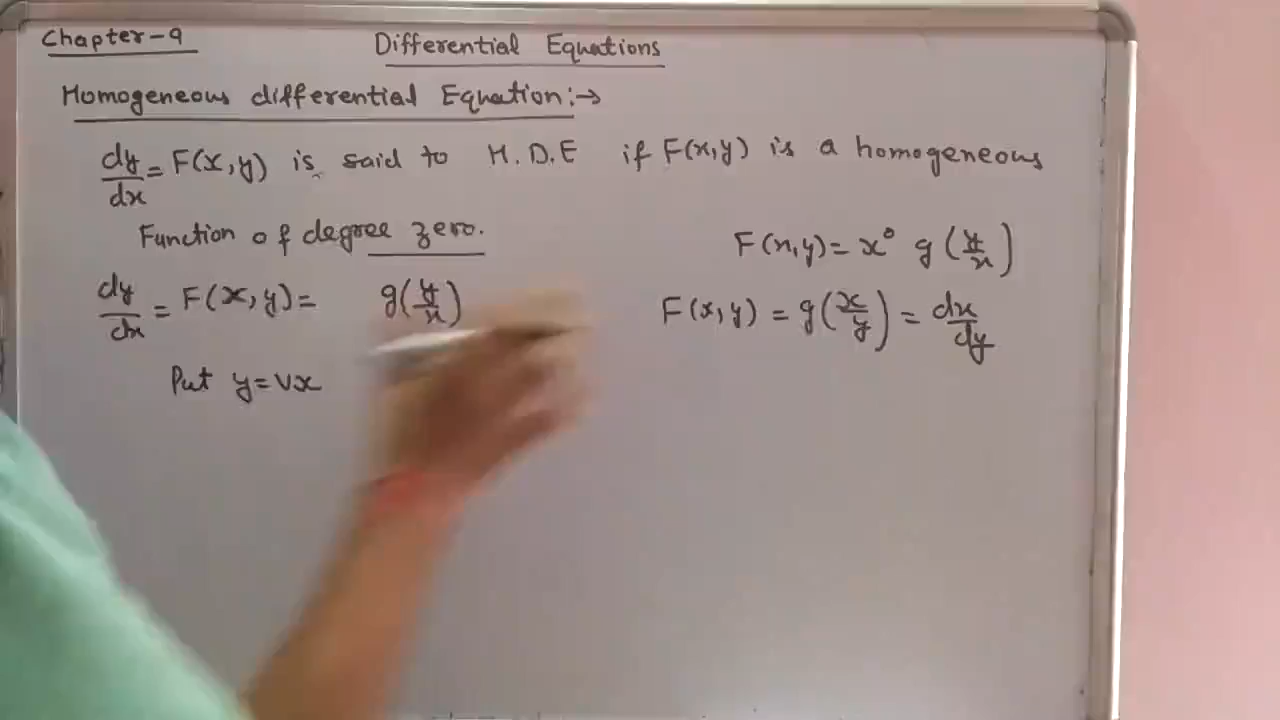 Chapter-9 Differential Equations
Homogeneous differential Equation:→
dy/dx = F(x,y) is said to H.D.E if F(x,y) is a homogeneous
Function of degree zero.
F(x,y) = x⁰ g(y/x)
dy/dx = F(x,y) = g(y/x)
F(x,y) = g(x/y) = dx/dy
Put y=vx